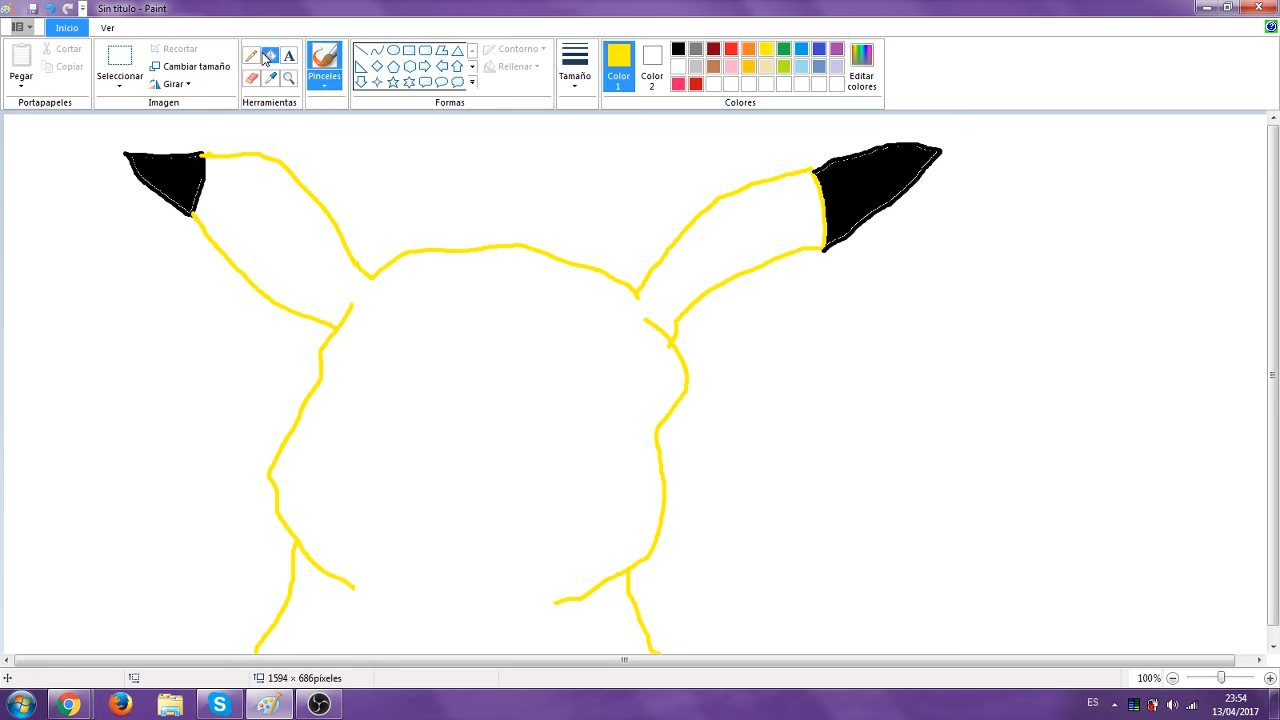 Sin título - Paint
Inicio
Ver
Pegar
Cortar
Copiar
Portapapeles
Seleccionar
Recortar
Cambiar tamaño
Girar
Imagen
A
Herramientas
Pinceles
Contorno
Rellenar
Formas
Tamaño
Color
1
Color
2
Editar
colores
Colores
1594 × 686píxeles
100%
ES
23:54
13/04/2017